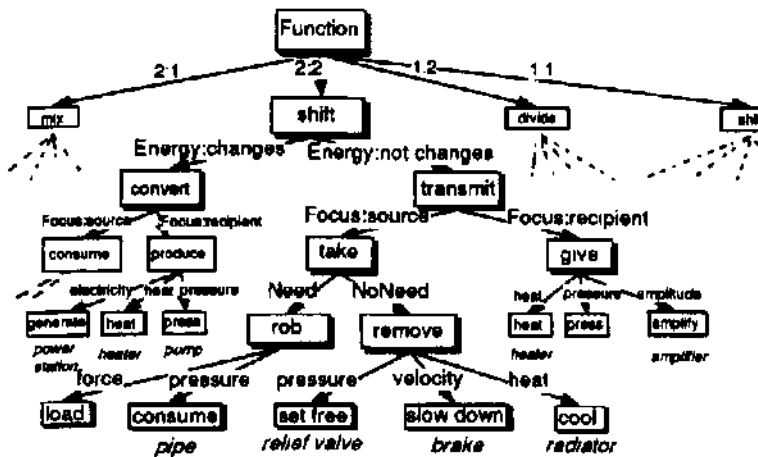 Function
2:1 2:2 1.2 1.1
mix shift divide shif
Energy:changes Energy:not changes
convert transmit
Focus:source Focus:recipient Focus:source Focus:recipient
consume produce take give
electricity heat pressure Need NoNeed heat pressure amplitude
generate heat press rob remove heat press amplify
power station heater pump heater amplifier
force pressure pressure velocity heat
load consume set free slow down cool
pipe relief valve brake radiator